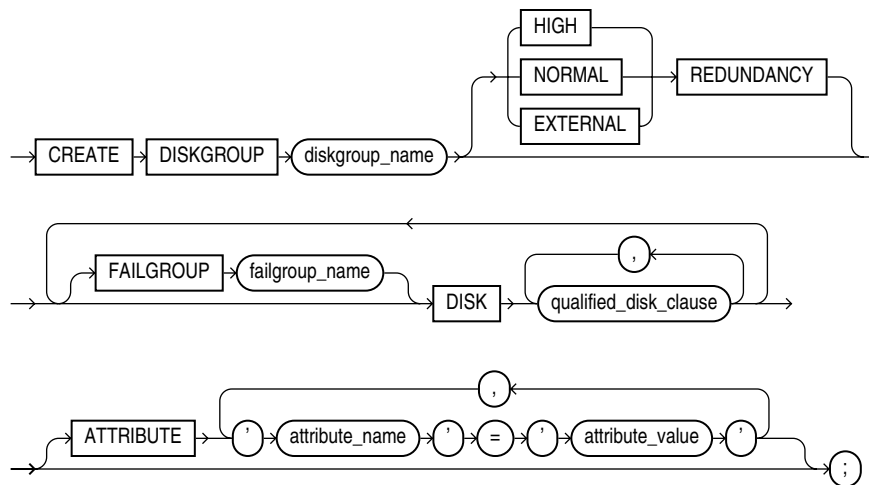 HIGH
NORMAL REDUNDANCY
EXTERNAL
CREATE DISKGROUP diskgroup_name
,
FAILGROUP failgroup_name
DISK qualified_disk_clause
,
ATTRIBUTE ' attribute_name ' = ' attribute_value '
;